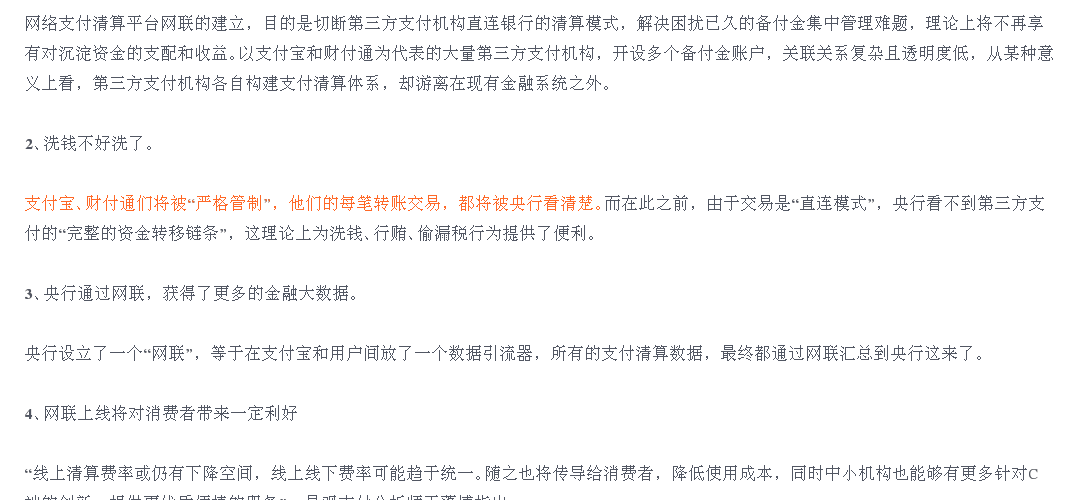 网络支付清算平台网联的建立，目的是切断第三方支付机构直连银行的清算模式，解决困扰已久的备付金集中管理难题，理论上将不再享
有对沉淀资金的支配和收益。以支付宝和财付通为代表的大量第三方支付机构，开设多个备付金账户，关联关系复杂且透明度低，从某种意
义上看，第三方支付机构各自构建支付清算体系，却游离在现有金融系统之外。
2、洗钱不好洗了。
支付宝、财付通们将被“严格管制”，他们的每笔转账交易，都将被央行看清楚。而在此之前，由于交易是“直连模式”，央行看不到第三方支
付的“完整的资金转移链条”，这理论上为洗钱、行贿、偷漏税行为提供了便利。
3、央行通过网联，获得了更多的金融大数据。
央行设立了一个“网联”，等于在支付宝和用户间放了一个数据引流器，所有的支付清算数据，最终都通过网联汇总到央行这来了。
4、网联上线将对消费者带来一定利好
“线上清算费率或仍有下降空间，线上线下费率可能趋于统一。随之也将传导给消费者，降低使用成本，同时中小机构也能够有更多针对C